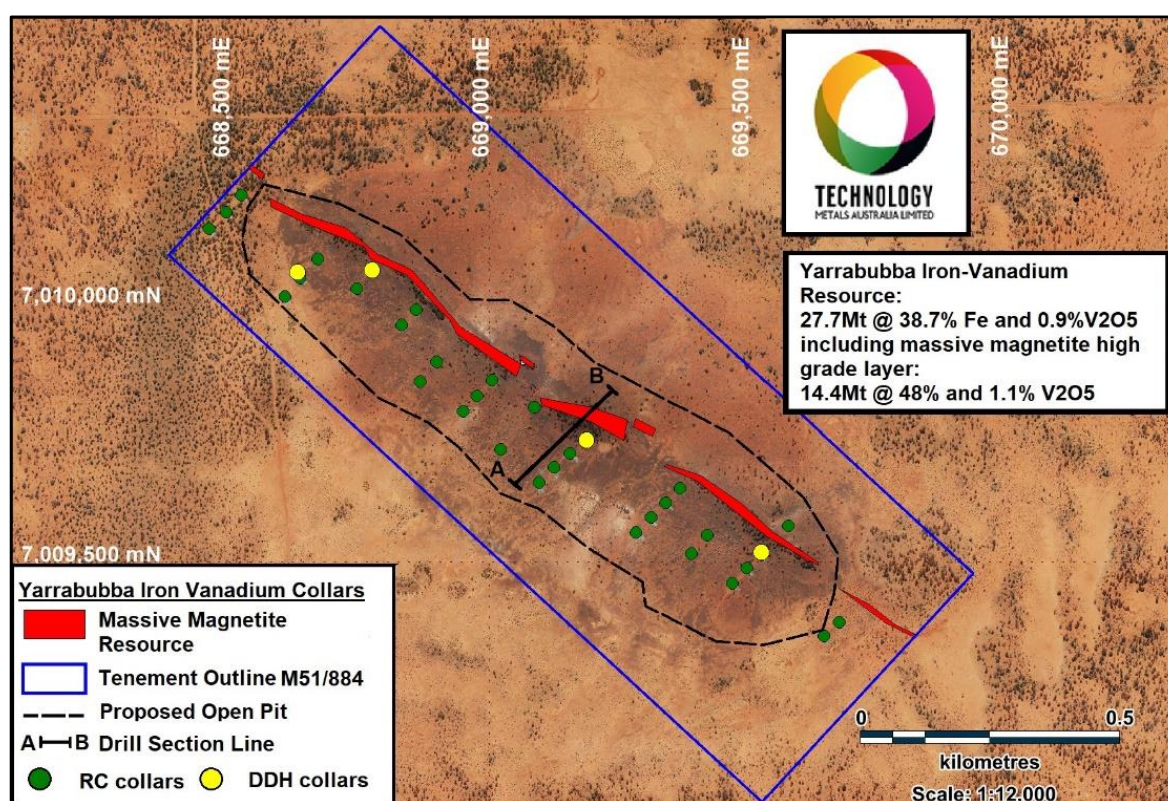 668,500 mE
669,000 mE
669,500 mE
670,000 mE
TECHNOLOGY
METALS AUSTRALIA LIMITED
Yarrabubba Iron-Vanadium
Resource:
27.7Mt @ 38.7% Fe and 0.9%V2O5
including massive magnetite high
grade layer:
14.4Mt @ 48% and 1.1% V2O5
7,010,000 mN
B
A
7,009,500 mN
Yarrabubba Iron Vanadium Collars
Massive Magnetite
Resource
Tenement Outline M51/884
Proposed Open Pit
A B Drill Section Line
RC collars DDH collars
0 0.5
kilometres
Scale: 1:12,000